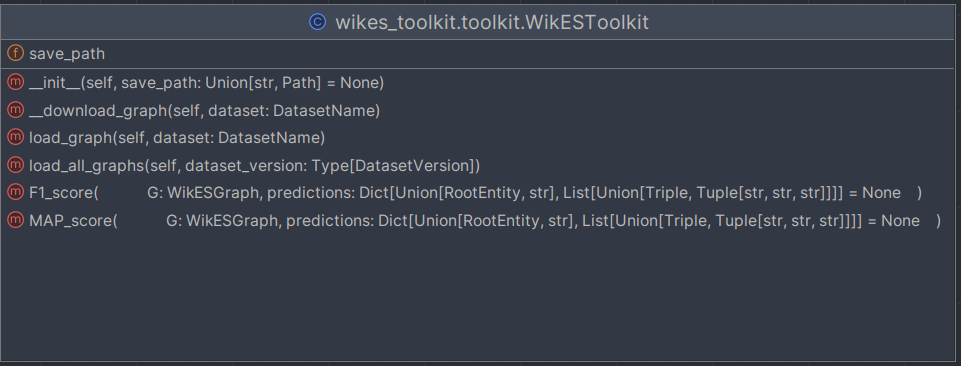 © wikes_toolkit.toolkit.WikESToolkit
f save_path
m __init__(self, save_path: Union[str, Path] = None)
m __download_graph(self, dataset: DatasetName)
m load_graph(self, dataset: DatasetName)
m load_all_graphs(self, dataset_version: Type[DatasetVersion])
m F1_score( G: WikESGraph, predictions: Dict[Union[RootEntity, str], List[Union[Triple, Tuple[str, str, str]]]] = None )
m MAP_score( G: WikESGraph, predictions: Dict[Union[RootEntity, str], List[Union[Triple, Tuple[str, str, str]]]] = None )